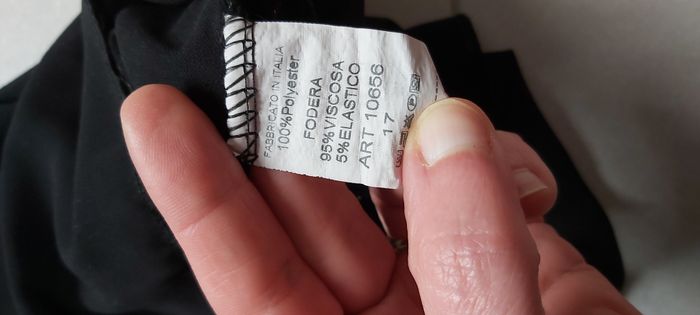 FABBRICATO IN ITALIA
100%Polyester
FODERA
95%VISCOSA
5%ELASTICO
ART 10656
17